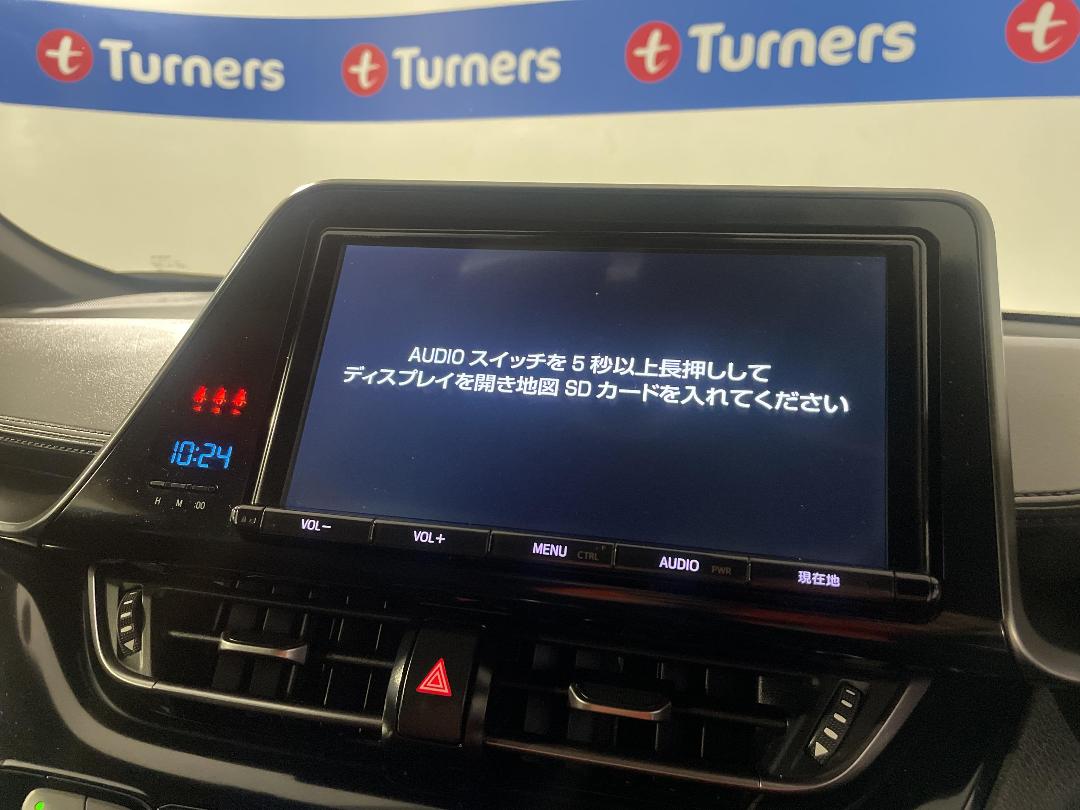 Turners
Turners
Turners
AUDIO スイッチを 5 秒以上長押しして
ディスプレイを開き地図 SD カードを入れてください
10:24
H M :00
VOL−
VOL+
MENU CTRL
AUDIO PWR
現在地